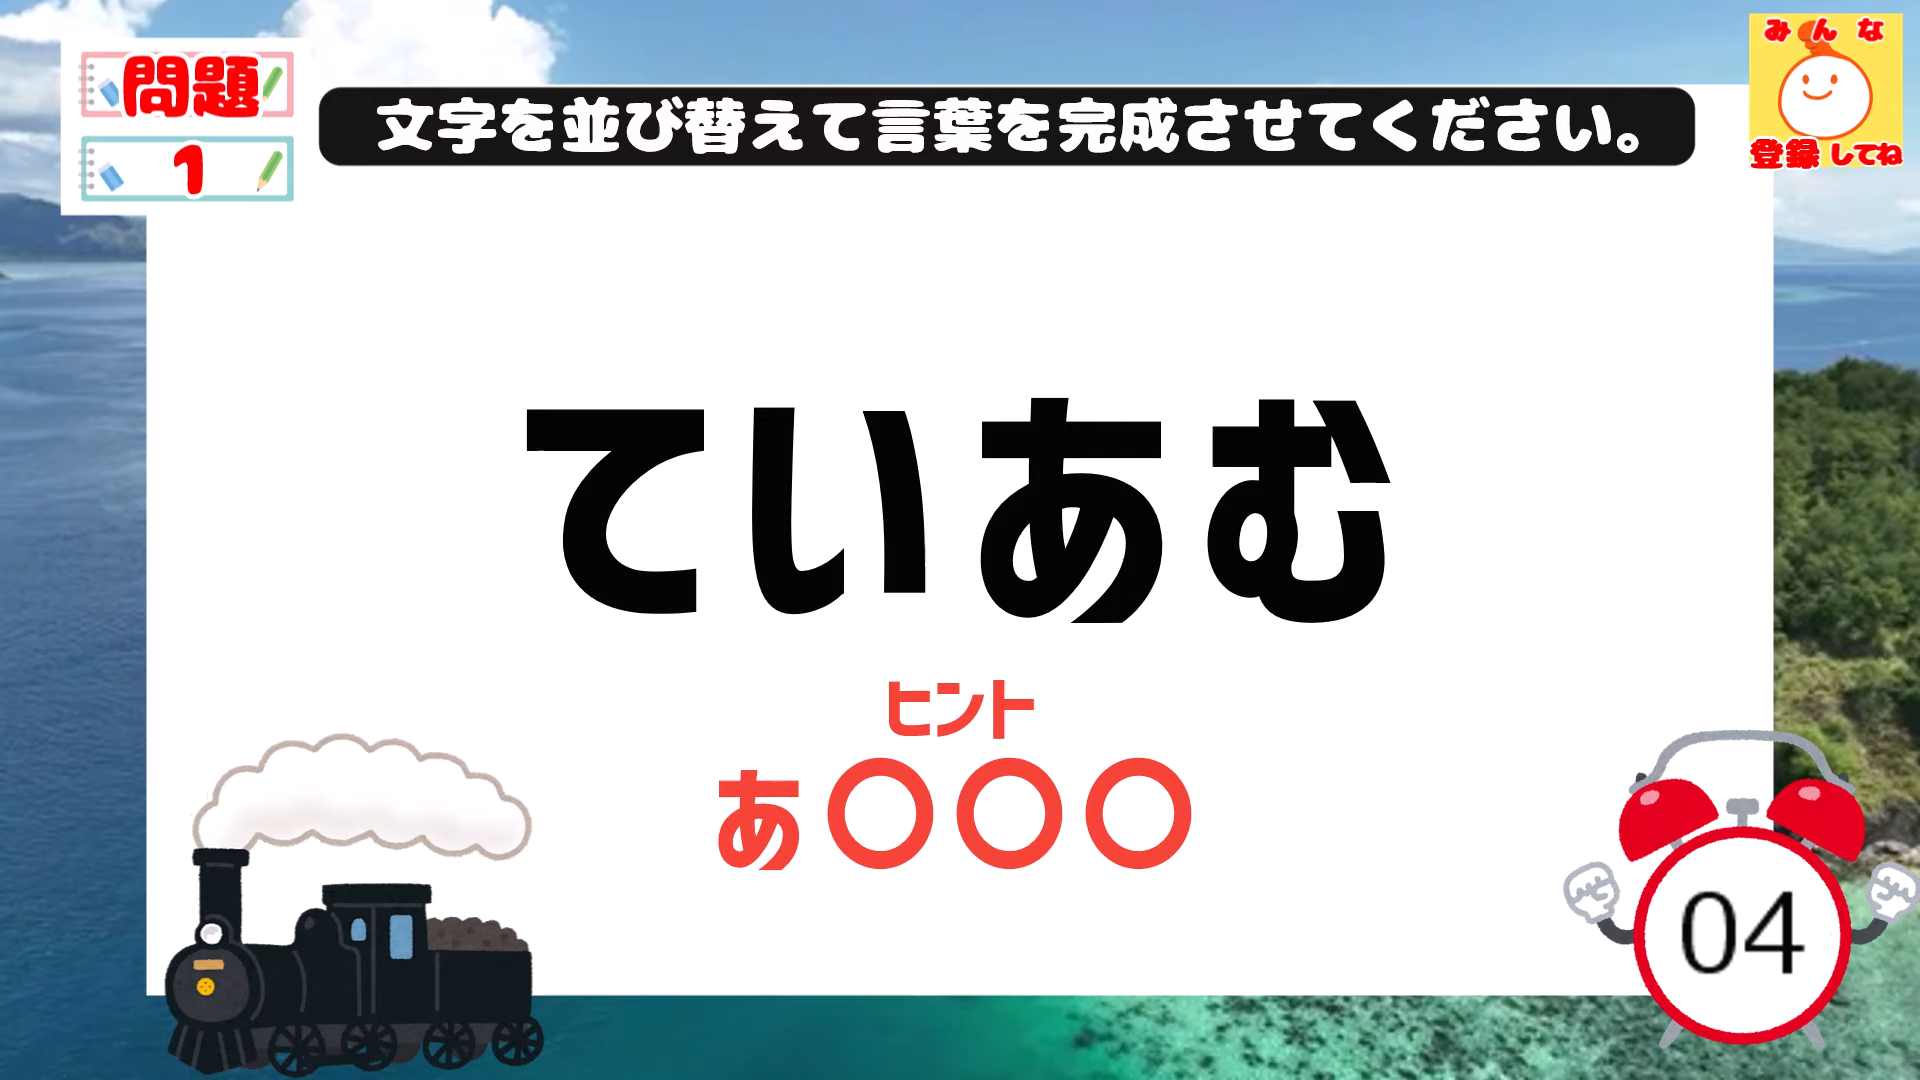 問題
1
文字を並び替えて言葉を完成させてください。
みんな
登録してね
ていあむ
ヒント
あ〇〇〇
04